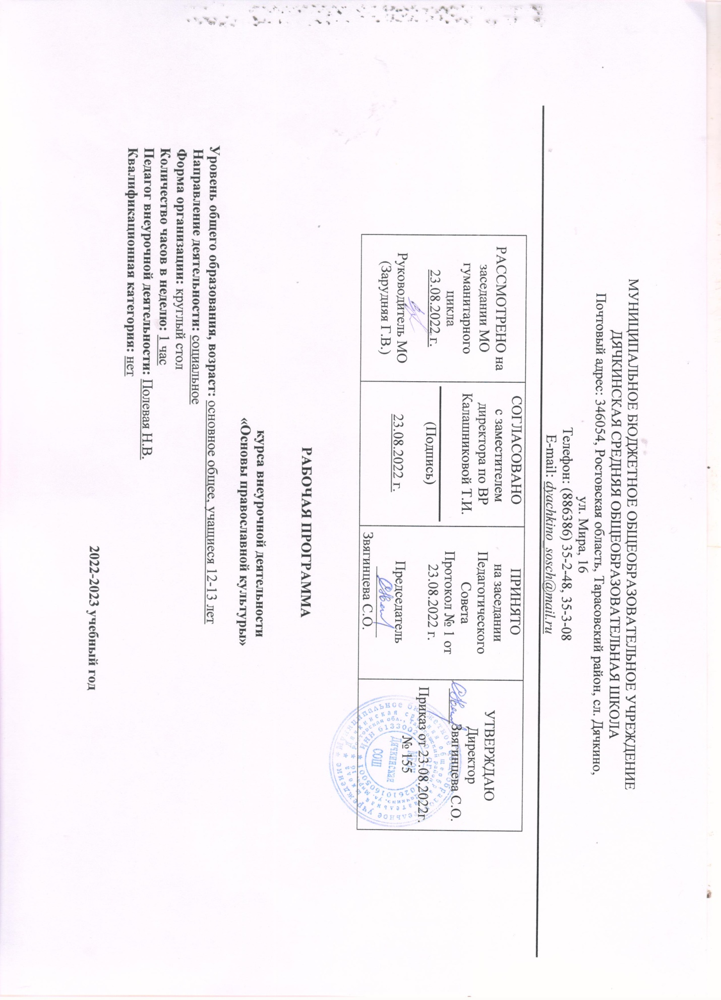 МУНИЦИПАЛЬНОЕ БЮДЖЕТНОЕ ОБЩЕОБРАЗОВАТЕЛЬНОЕ УЧРЕЖДЕНИЕ
ДЯЧКИНСКАЯ СРЕДНЯЯ ОБЩЕОБРАЗОВАТЕЛЬНАЯ ШКОЛА
Почтовый адрес: 346054, Ростовская область, Тарасовский район, сл. Дячкино,
ул. Мира, 16
Телефон: (886386) 35-2-48, 35-3-08
E-mail: dyachkino_sosch@mail.ru
РАССМОТРЕНО на
заседании МО
гуманитарного
цикла
23.08.2022 г.
Руководитель МО
(Зарудняя Г.В.)
СОГЛАСОВАНО
с заместителем
директора по ВР
Калашниковой Т.И.
(Подпись)
23.08.2022 г.
ПРИНЯТО
на заседании
Педагогического
Совета
Протокол № 1 от
23.08.2022 г.
Председатель
Звягинцева С.О.
УТВЕРЖДАЮ
Директор
Звягинцева С.О.
Приказ от 23.08.2022г.
№ 155
Дячкинская
СОШ
РАБОЧАЯ ПРОГРАММА
курса внеурочной деятельности
«Основы православной культуры»
Уровень общего образования, возраст: основное общее, учащиеся 12-13 лет
Направление деятельности: социальное
Форма организации: круглый стол
Количество часов в неделю: 1 час
Педагог внеурочной деятельности: Полевая Н.В.
Квалификационная категория: нет
2022-2023 учебный год